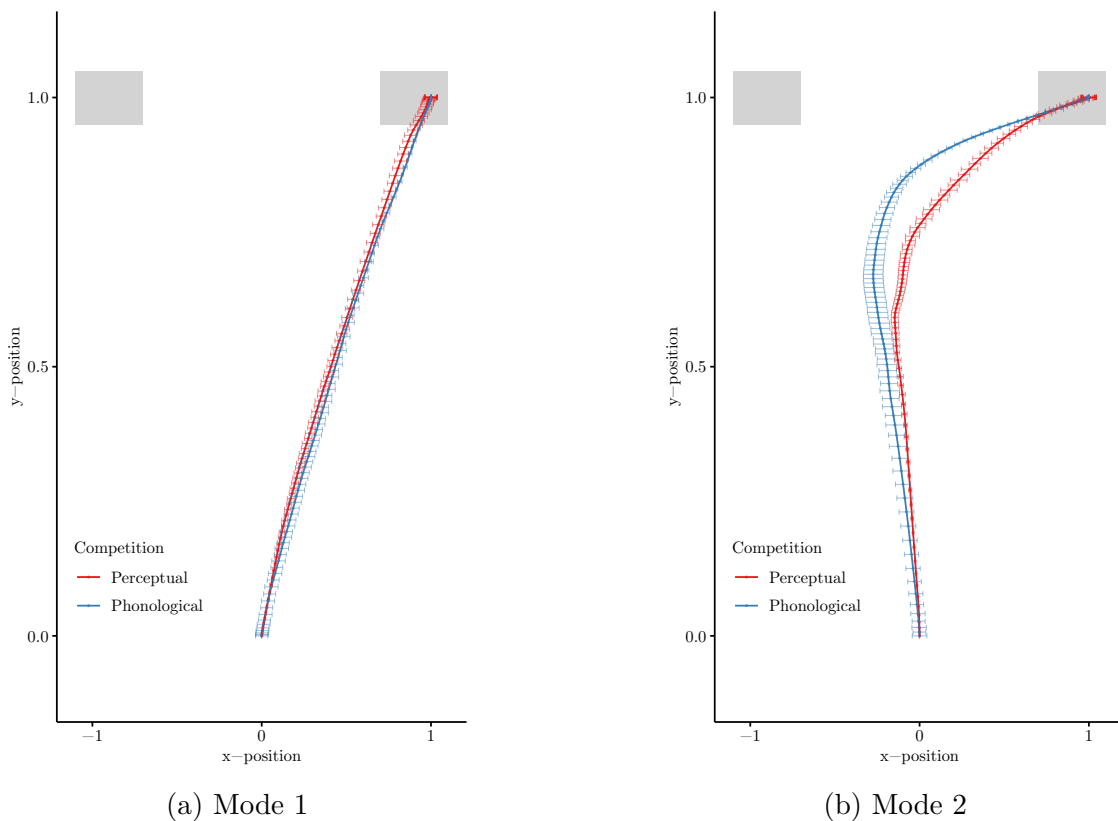 1.0
0.5
0.0
y−position
Competition
Perceptual
Phonological
−1
0
1
x−position
(a) Mode 1
1.0
0.5
0.0
y−position
Competition
Perceptual
Phonological
−1
0
1
x−position
(b) Mode 2